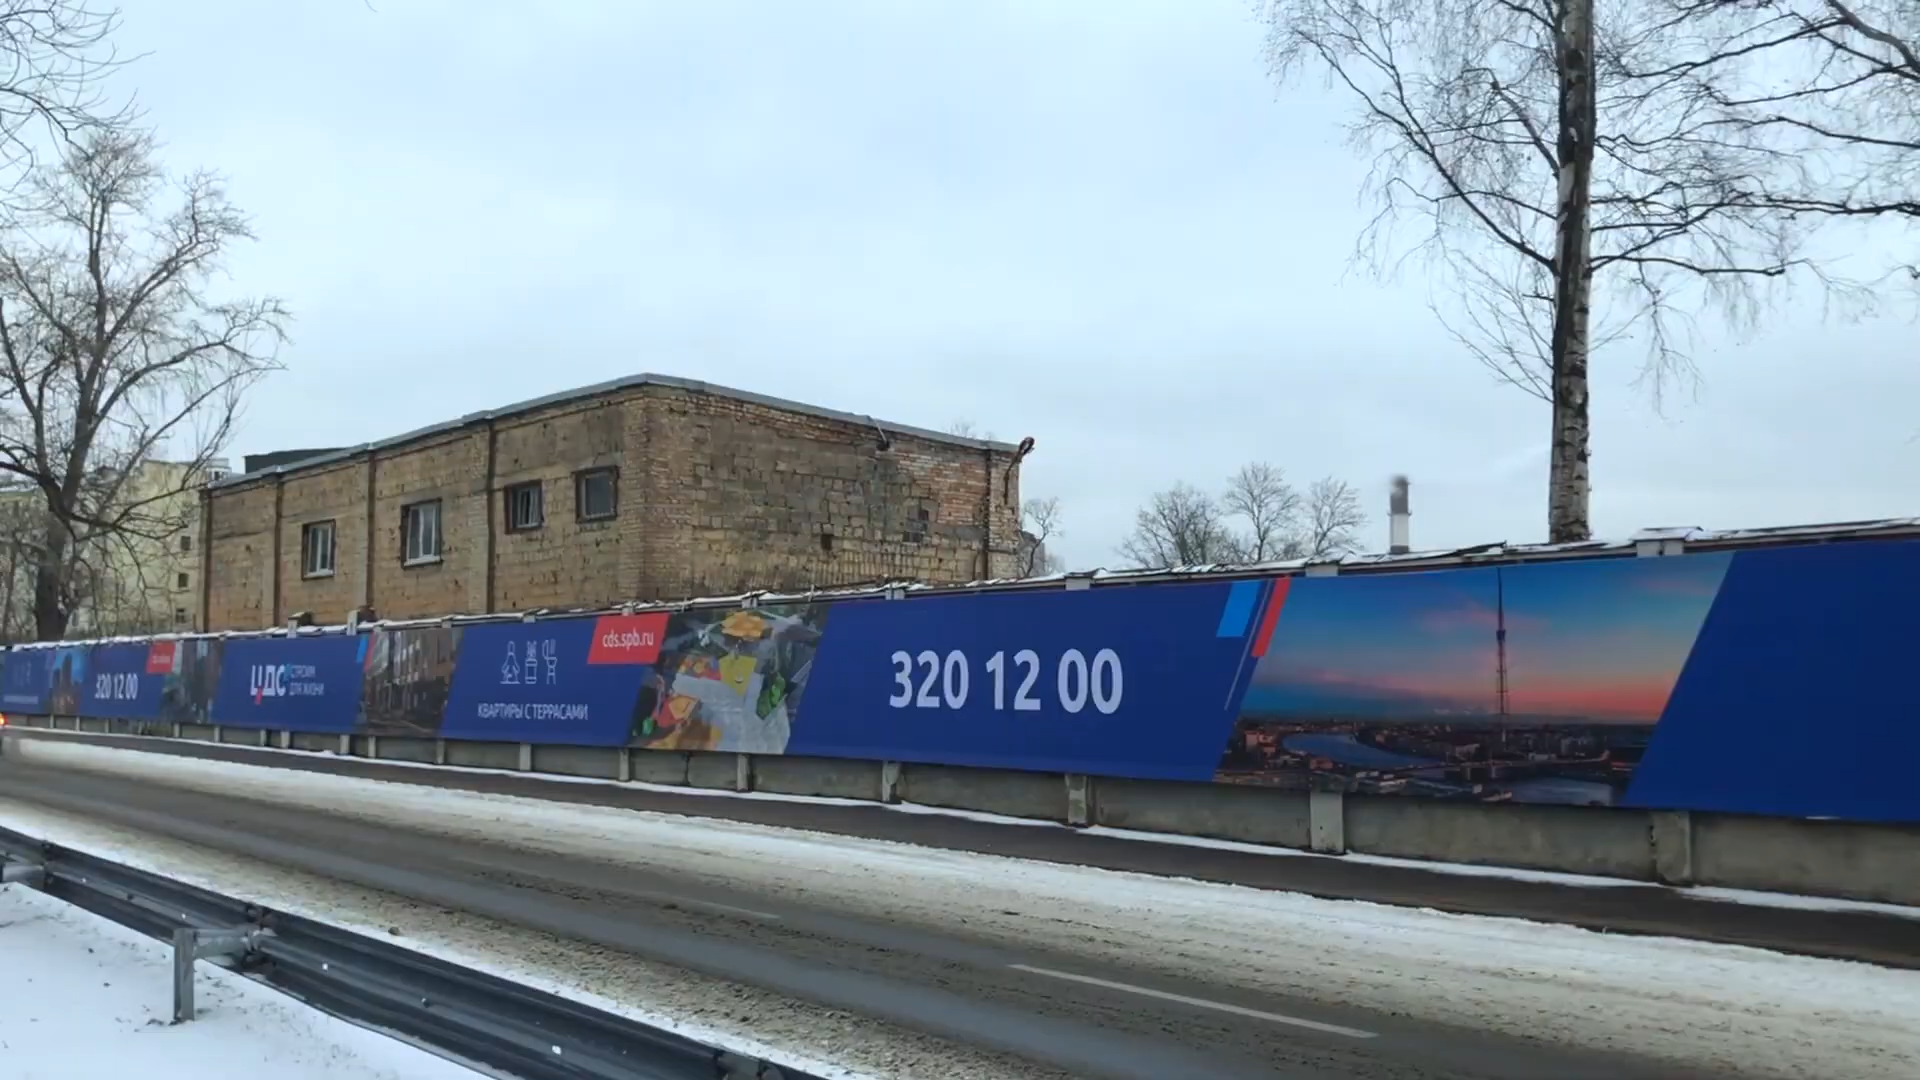 320 12 00
ЦДС
СТРОИМ
ДЛЯ ЖИЗНИ
КВАРТИРЫ С ТЕРРАСАМИ
cds.spb.ru
320 12 00